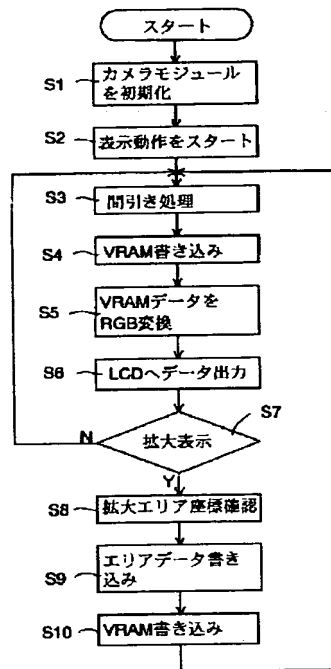 スタート
S1
カメラモジュール
を初期化
S2
表示動作をスタート
S3
間引き処理
S4
VRAM書き込み
S5
VRAMデータを
RGB変換
S6
LCDへデータ出力
S7
拡大表示
N
Y
S8
拡大エリア座標確認
S9
エリアデータ書き
込み
S10
VRAM書き込み